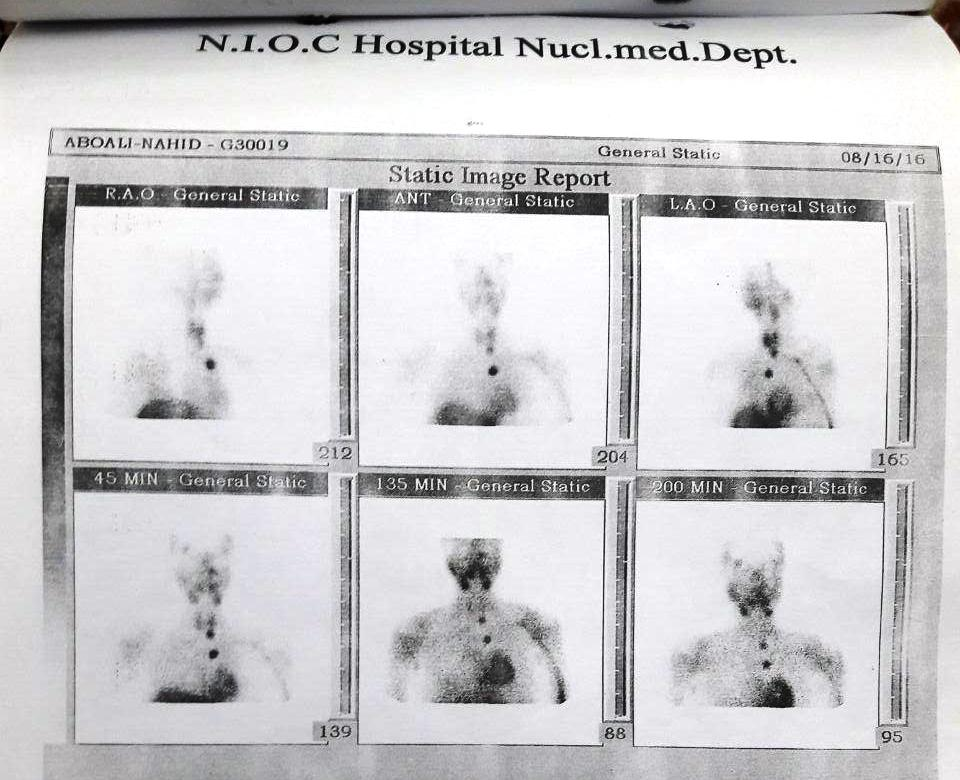 N.I.O.C Hospital Nucl.med.Dept.
ABOALI-NAHID - G30019 General Static 08/16/16
Static Image Report
R.A.O - General Static ANT - General Static L.A.O - General Static
212 204 165
45 MIN - General Static 135 MIN - General Static 200 MIN - General Static
139 88 95